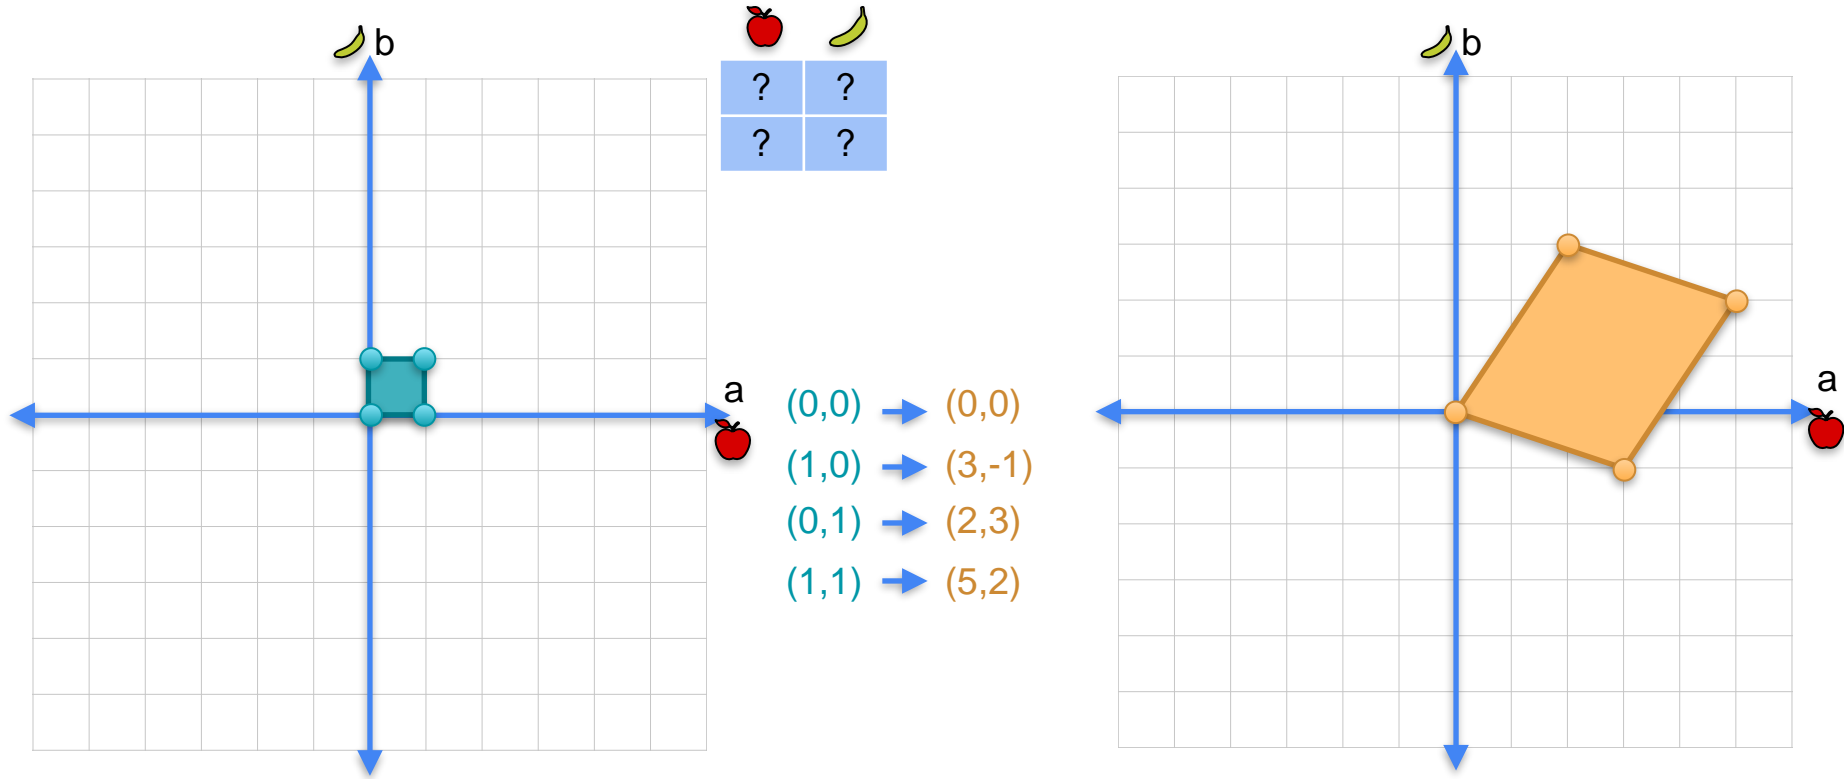 b
b
? ?
? ?
a
a
(0,0) (0,0)
(1,0) (3,-1)
(0,1) (2,3)
(1,1) (5,2)